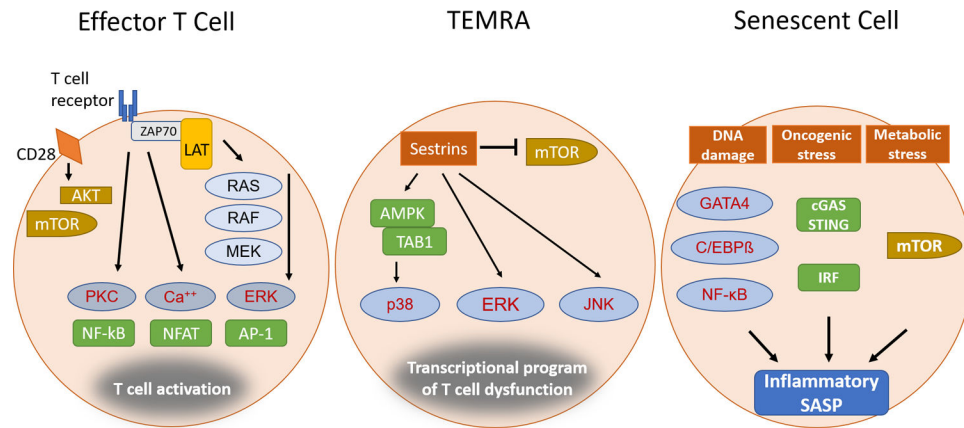 Effector T Cell
TEMRA
Senescent Cell
T cell
receptor
ZAP70
LAT
CD28
AKT
mTOR
RAS
RAF
MEK
PKC
Ca++
ERK
NF-kB
NFAT
AP-1
T cell activation
Sestrins
mTOR
AMPK
TAB1
p38
ERK
JNK
Transcriptional program
of T cell dysfunction
DNA
damage
Oncogenic
stress
Metabolic
stress
GATA4
cGAS
STING
C/EBPß
mTOR
IRF
NF-κB
Inflammatory
SASP